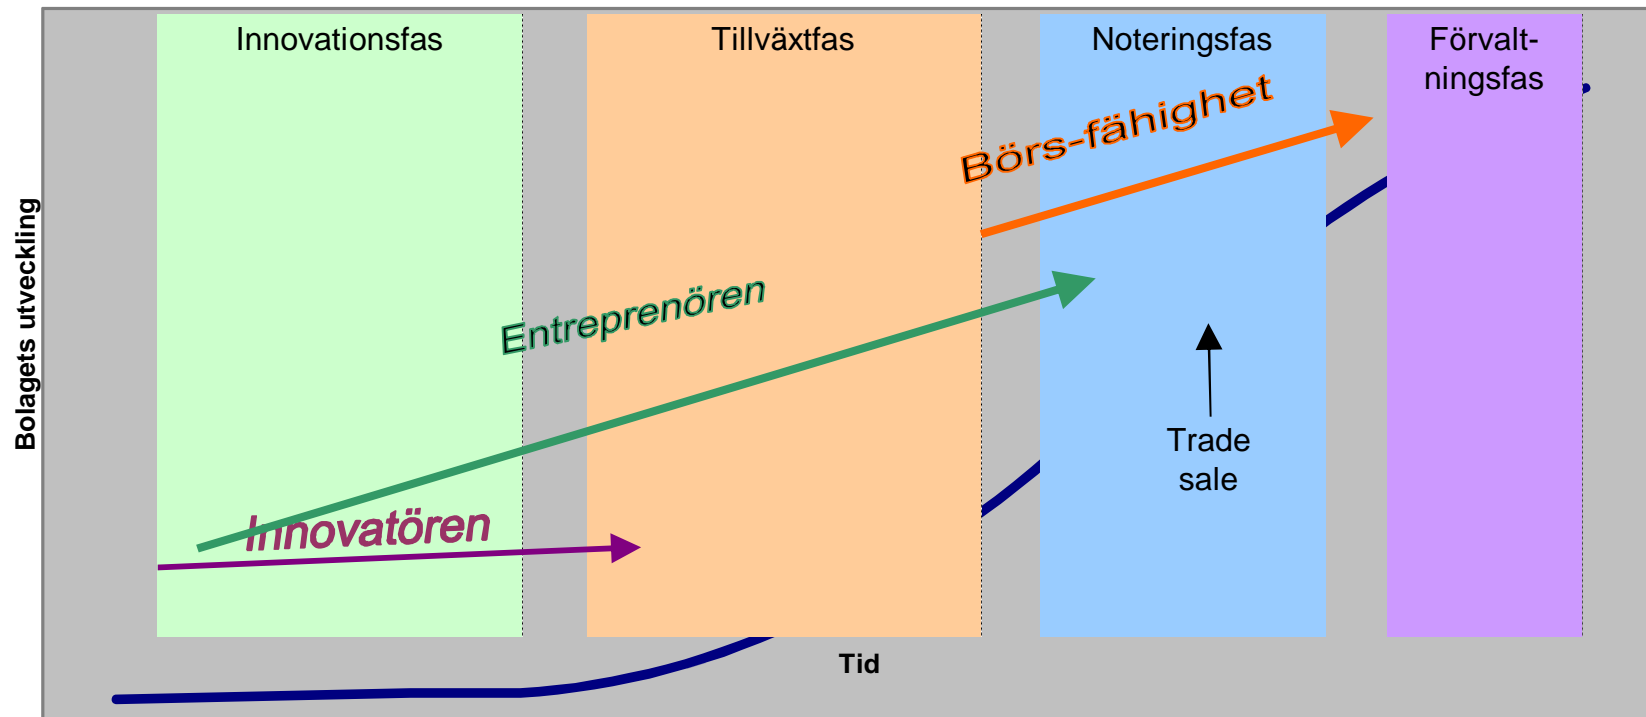 Innovationsfas
Tillväxtfas
Noteringsfas
Förvalt-
ningsfas
Börs-fähighet
Entreprenören
Innovatören
Trade
sale
Bolagets utveckling
Tid